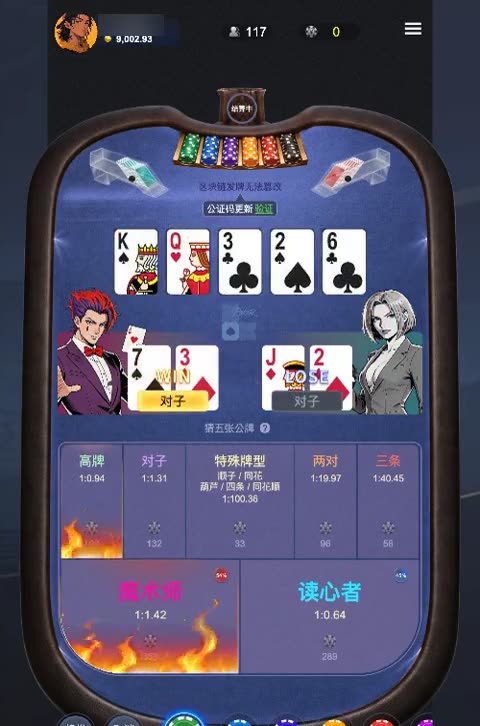 9,002.93
117
0
结算中
区块链发牌无法篡改
公证码更新 验证
K
Q
3
2
6
7
3
WIN
对子
J
2
LOSE
对子
猜五张公牌 ?
高牌
1:0.94
对子
1:1.31
132
特殊牌型
顺子 / 同花
葫芦 / 四条 / 同花顺
1:100.36
33
两对
1:19.97
96
三条
1:40.45
58
魔术师
1:1.42
读心者
1:0.64
289